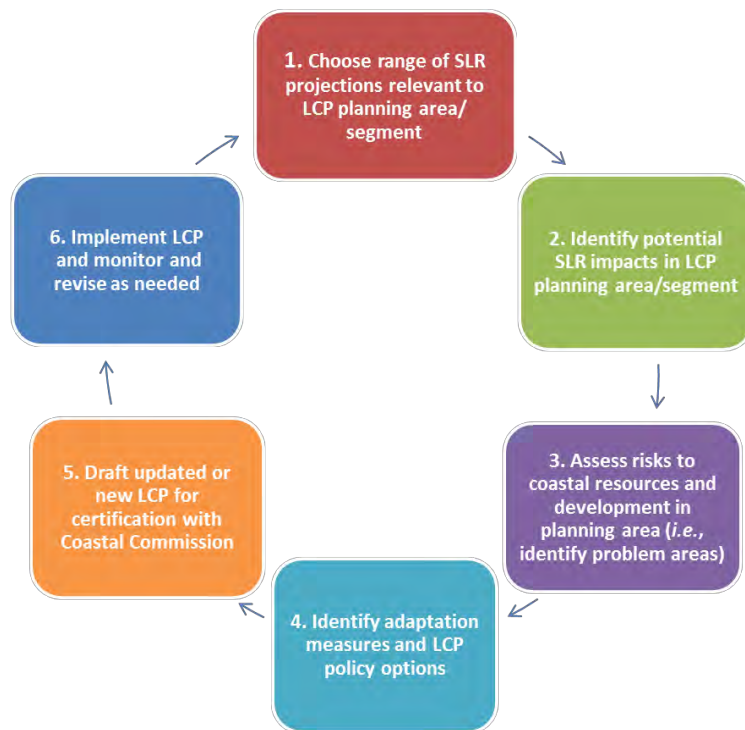 1. Choose range of SLR
projections relevant to
LCP planning area/
segment
2. Identify potential
SLR impacts in LCP
planning area/segment
3. Assess risks to
coastal resources and
development in
planning area (i.e.,
identify problem areas)
4. Identify adaptation
measures and LCP
policy options
5. Draft updated or
new LCP for
certification with
Coastal Commission
6. Implement LCP
and monitor and
revise as needed